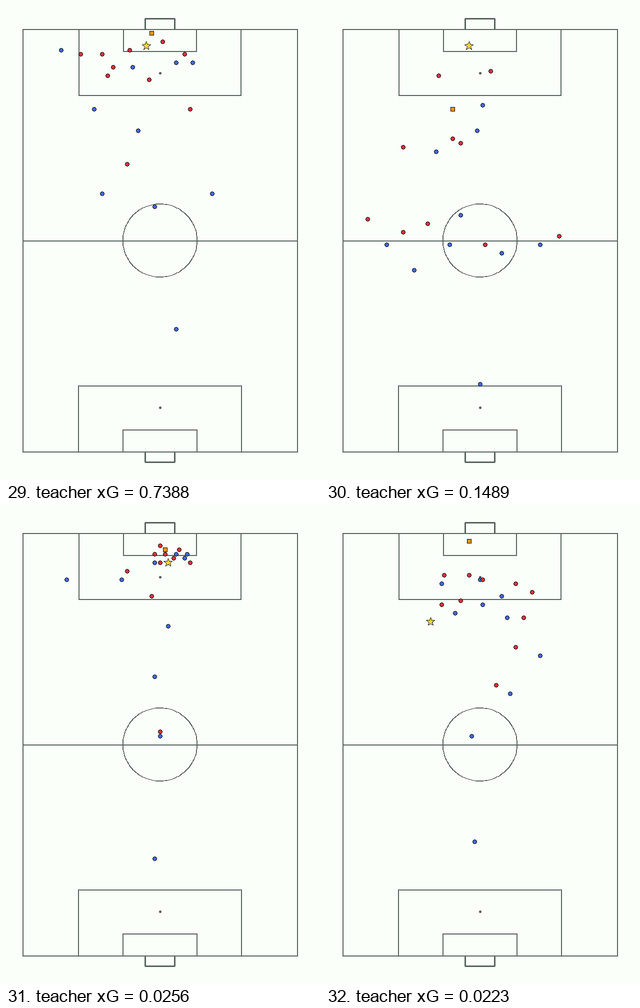 29. teacher xG = 0.7388
30. teacher xG = 0.1489
31. teacher xG = 0.0256
32. teacher xG = 0.0223